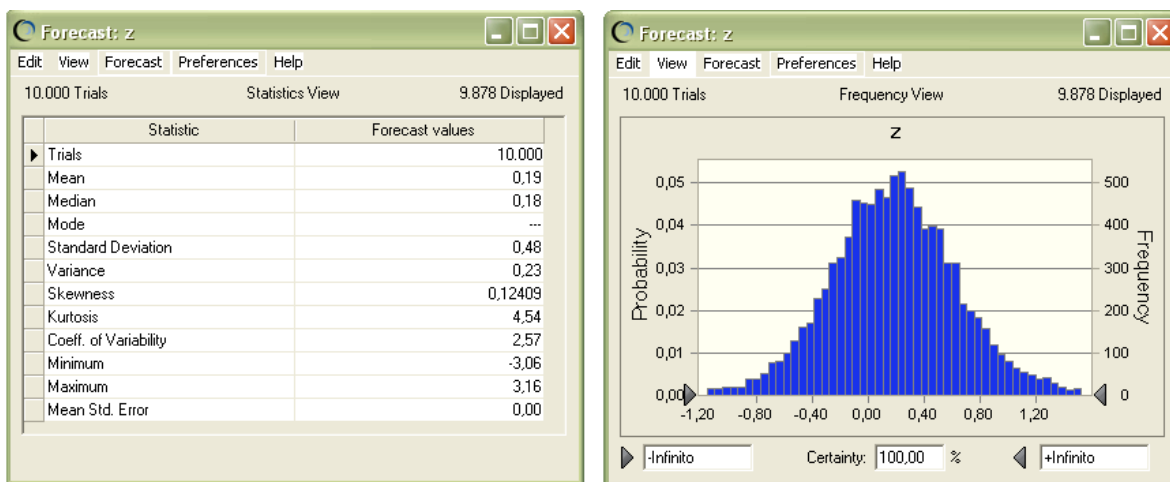 Forecast: z
Edit View Forecast Preferences Help
10.000 Trials Statistics View 9.878 Displayed
Statistic Forecast values
Trials 10.000
Mean 0,19
Median 0,18
Mode ---
Standard Deviation 0,48
Variance 0,23
Skewness 0,12409
Kurtosis 4,54
Coeff. of Variability 2,57
Minimum -3,06
Maximum 3,16
Mean Std. Error 0,00
Forecast: z
Edit View Forecast Preferences Help
10.000 Trials Frequency View 9.878 Displayed
z
0,05 500
0,04 400
0,03 300
0,02 200
0,01 100
0,00 0
Probability
Frequency
-1,20 -0,80 -0,40 0,00 0,40 0,80 1,20
-Infinito Certainty: 100,00 % +Infinito